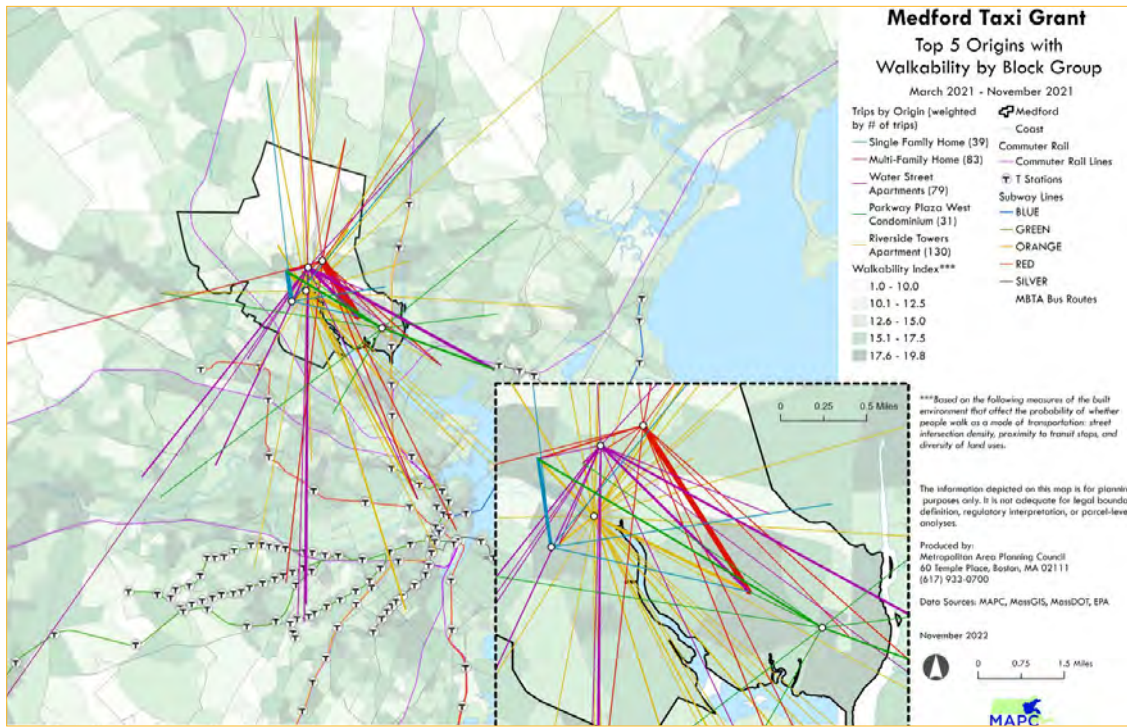 Medford Taxi Grant
Top 5 Origins with
Walkability by Block Group
March 2021 - November 2021
Trips by Origin (weighted
by # of trips)
Single Family Home (39)
Multi-Family Home (83)
Water Street
Apartments (79)
Parkway Plaza West
Condominium (31)
Riverside Towers
Apartment (130)
Walkability Index***
1.0 - 10.0
10.1 - 12.5
12.6 - 15.0
15.1 - 17.5
17.6 - 19.8
Medford
Coast
Commuter Rail
Commuter Rail Lines
T Stations
Subway Lines
BLUE
GREEN
ORANGE
RED
SILVER
MBTA Bus Routes
***Based on the following measures of the built
environment that affect the probability of whether
people walk as a mode of transportation: street
intersection density, proximity to transit stops, and
diversity of land uses.
The information depicted on this map is for plannin
purposes only. It is not adequate for legal bounda
definition, regulatory interpretation, or parcel-leve
analyses.
Produced by:
Metropolitan Area Planning Council
60 Temple Place, Boston, MA 02111
(617) 933-0700
Data Sources: MAPC, MassGIS, MassDOT, EPA
November 2022
0 0.75 1.5 Miles
MAPC
0 0.25 0.5 Miles